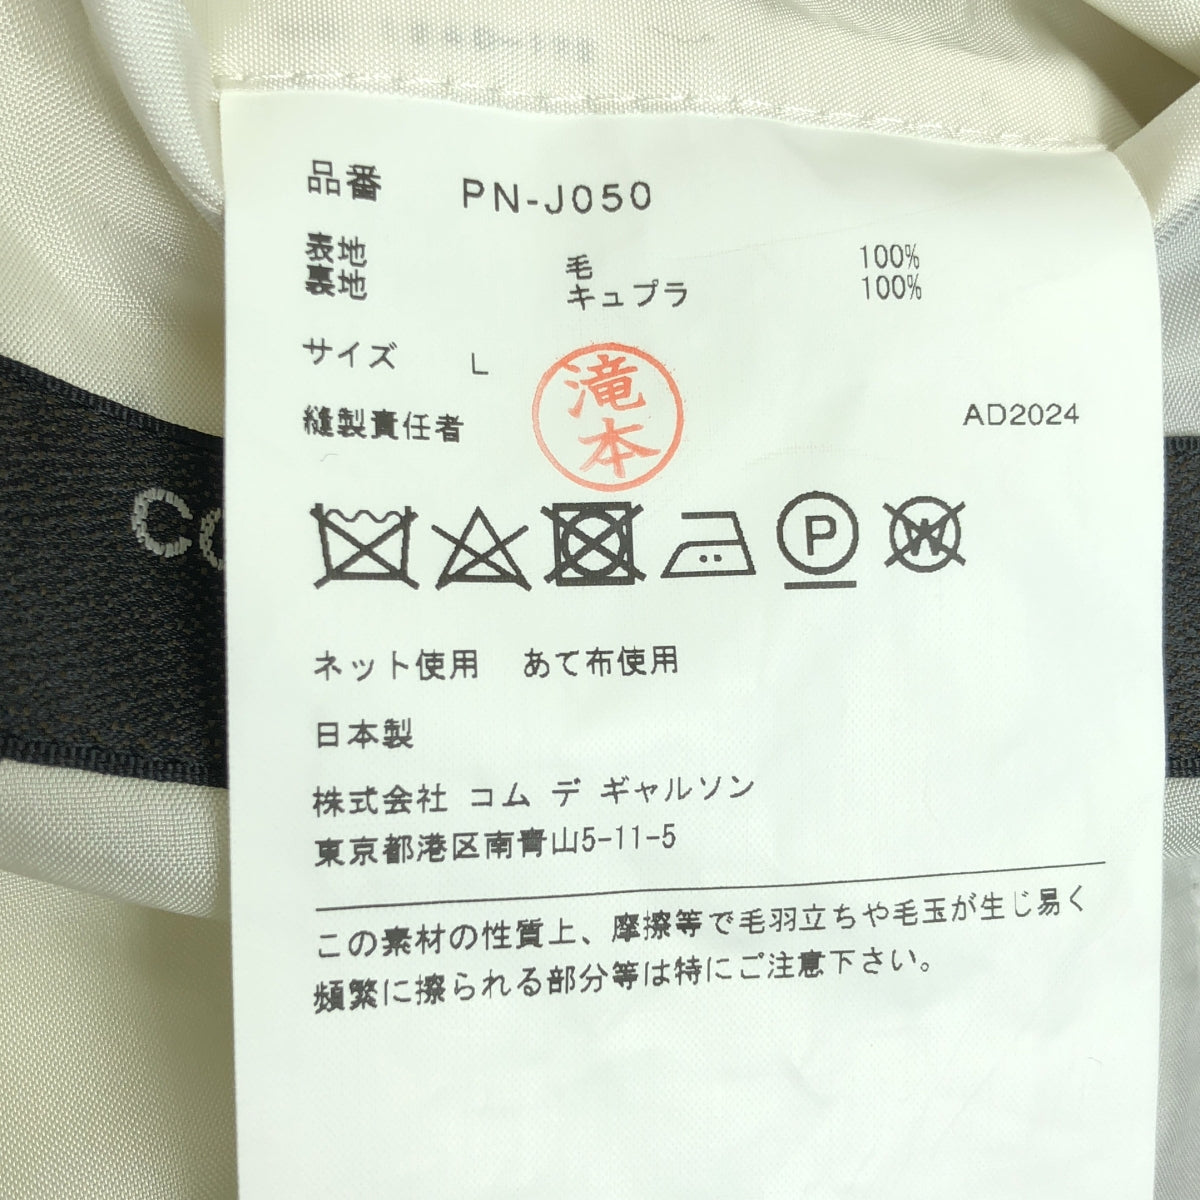 品番 PN-J050
表地 毛 100%
裏地 キュプラ 100%
サイズ L
縫製責任者 滝本 AD2024
P W
ネット使用 あて布使用
日本製
株式会社 コム デ ギャルソン
東京都港区南青山5-11-5
この素材の性質上、摩擦等で毛羽立ちや毛玉が生じ易く
頻繁に擦られる部分等は特にご注意下さい。
CO